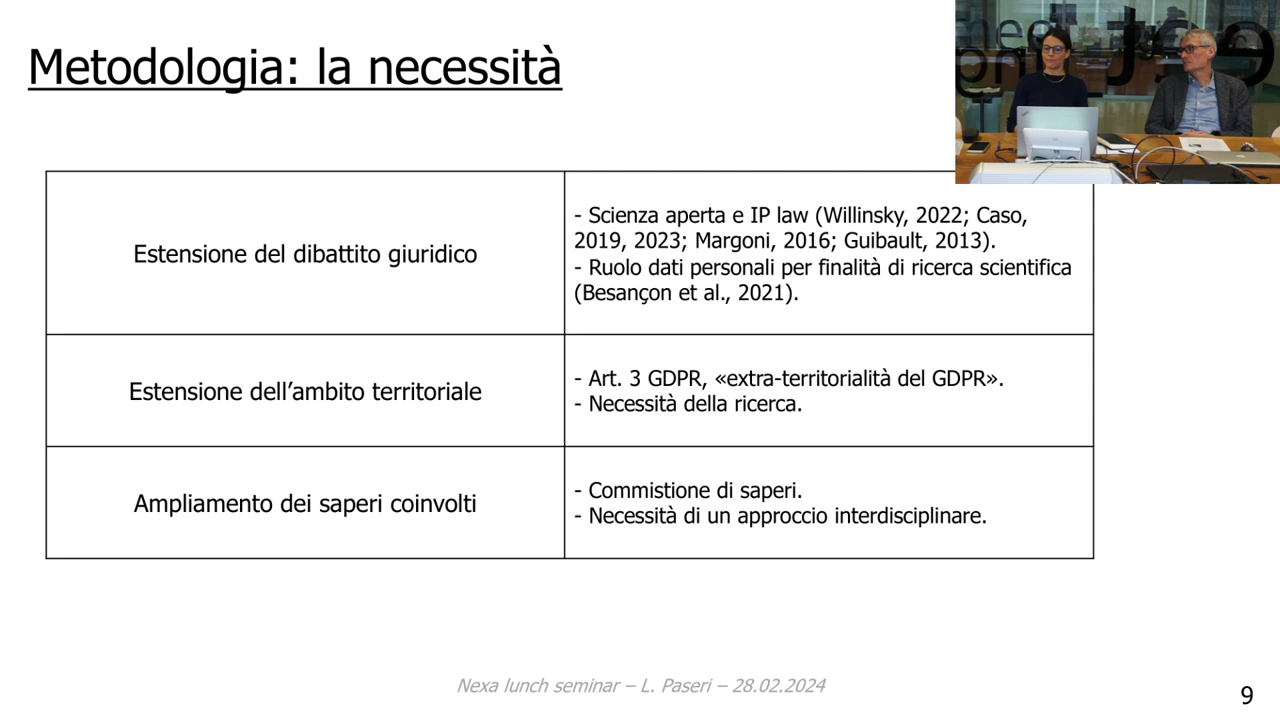 Metodologia: la necessità
Estensione del dibattito giuridico
- Scienza aperta e IP law (Willinsky, 2022; Caso,
2019, 2023; Margoni, 2016; Guibault, 2013).
- Ruolo dati personali per finalità di ricerca scientifica
(Besançon et al., 2021).
Estensione dell’ambito territoriale
- Art. 3 GDPR, «extra-territorialità del GDPR».
- Necessità della ricerca.
Ampliamento dei saperi coinvolti
- Commistione di saperi.
- Necessità di un approccio interdisciplinare.
Nexa lunch seminar – L. Paseri – 28.02.2024
9